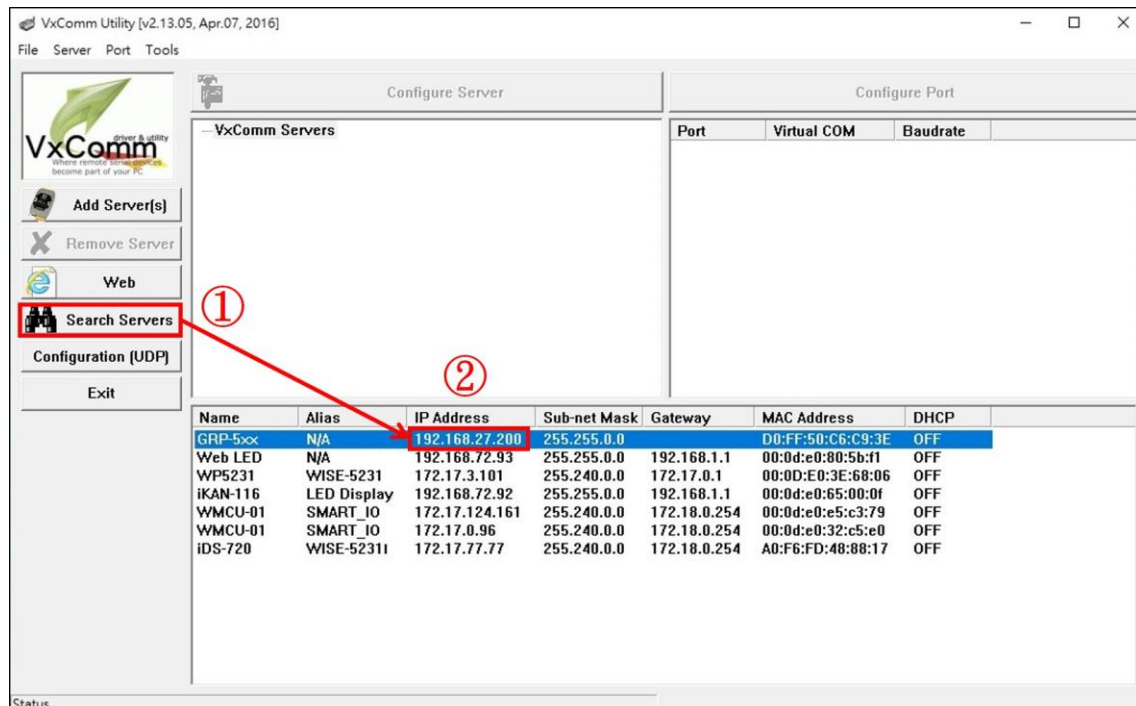 VxComm Utility [v2.13.05, Apr.07, 2016]
File Server Port Tools
VxComm
driver & utility
Where remote serial devices
become part of your PC
Add Server(s)
Remove Server
Web
Search Servers
Configuration (UDP)
Exit
Configure Server
Configure Port
VxComm Servers
Port Virtual COM Baudrate
①
②
Name Alias IP Address Sub-net Mask Gateway MAC Address DHCP
GRP-5xx N/A 192.168.27.200 255.255.0.0 D0:FF:50:C6:C9:3E OFF
Web LED N/A 192.168.72.93 255.255.0.0 192.168.1.1 00:0d:e0:80:5b:f1 OFF
WP5231 WISE-5231 172.17.3.101 255.240.0.0 172.17.0.1 00:0D:E0:3E:68:06 OFF
iKAN-116 LED Display 192.168.72.92 255.255.0.0 192.168.1.1 00:0d:e0:65:00:0f OFF
WMCU-01 SMART_IO 172.17.124.161 255.240.0.0 172.18.0.254 00:0d:e0:e5:c3:79 OFF
WMCU-01 SMART_IO 172.17.0.96 255.240.0.0 172.18.0.254 00:0d:e0:32:c5:e0 OFF
iDS-720 WISE-5231I 172.17.77.77 255.240.0.0 172.18.0.254 A0:F6:FD:48:88:17 OFF
Status